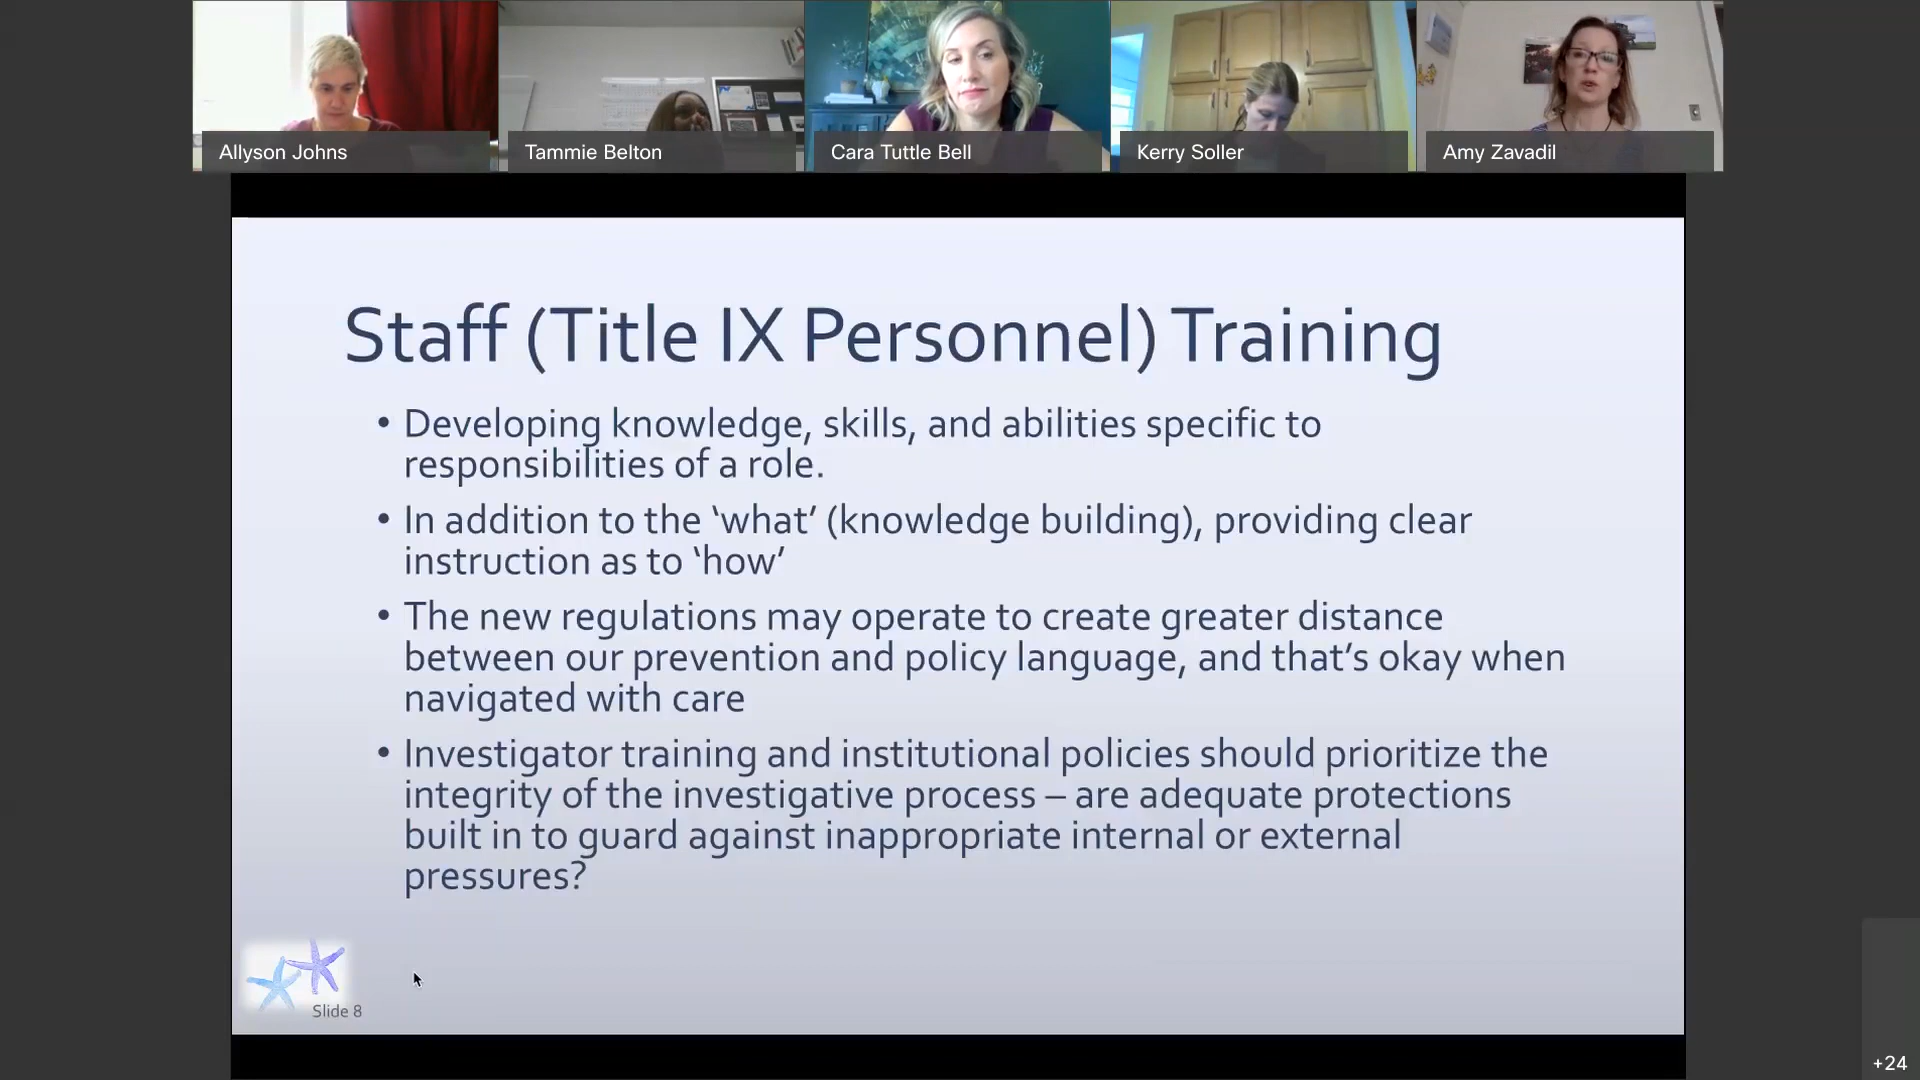 Allyson Johns
Tammie Belton
Cara Tuttle Bell
Kerry Soller
Amy Zavadil
Staff (Title IX Personnel) Training
• Developing knowledge, skills, and abilities specific to
responsibilities of a role.
• In addition to the ‘what’ (knowledge building), providing clear
instruction as to ‘how’
• The new regulations may operate to create greater distance
between our prevention and policy language, and that’s okay when
navigated with care
• Investigator training and institutional policies should prioritize the
integrity of the investigative process – are adequate protections
built in to guard against inappropriate internal or external
pressures?
Slide 8
+24